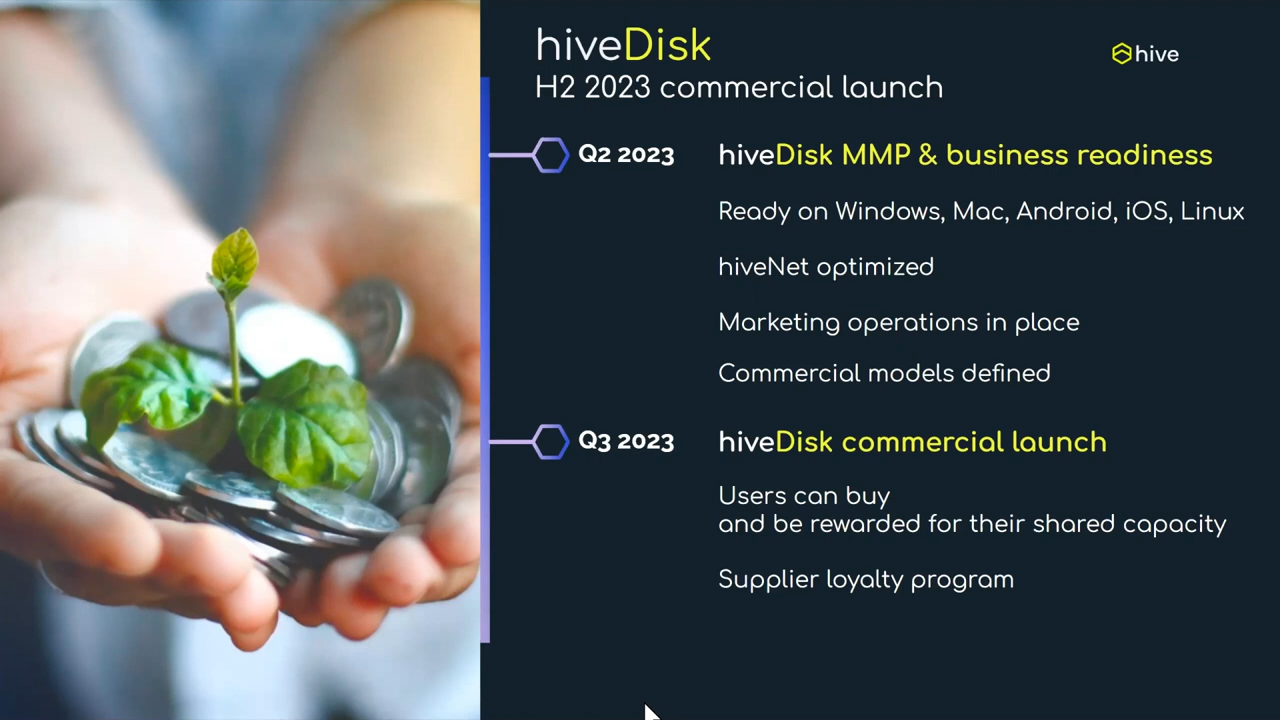 hiveDisk
hive
H2 2023 commercial launch
Q2 2023
hiveDisk MMP & business readiness
Ready on Windows, Mac, Android, iOS, Linux
hiveNet optimized
Marketing operations in place
Commercial models defined
Q3 2023
hiveDisk commercial launch
Users can buy
and be rewarded for their shared capacity
Supplier loyalty program